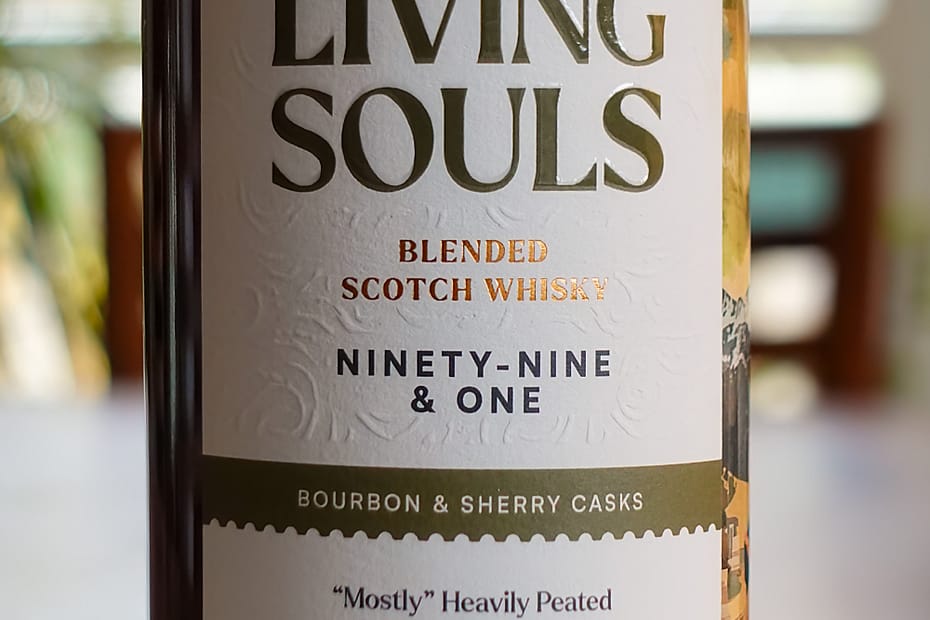 LIVING
SOULS
BLENDED
SCOTCH WHISKY
NINETY-NINE
& ONE
BOURBON & SHERRY CASKS
“Mostly” Heavily Peated